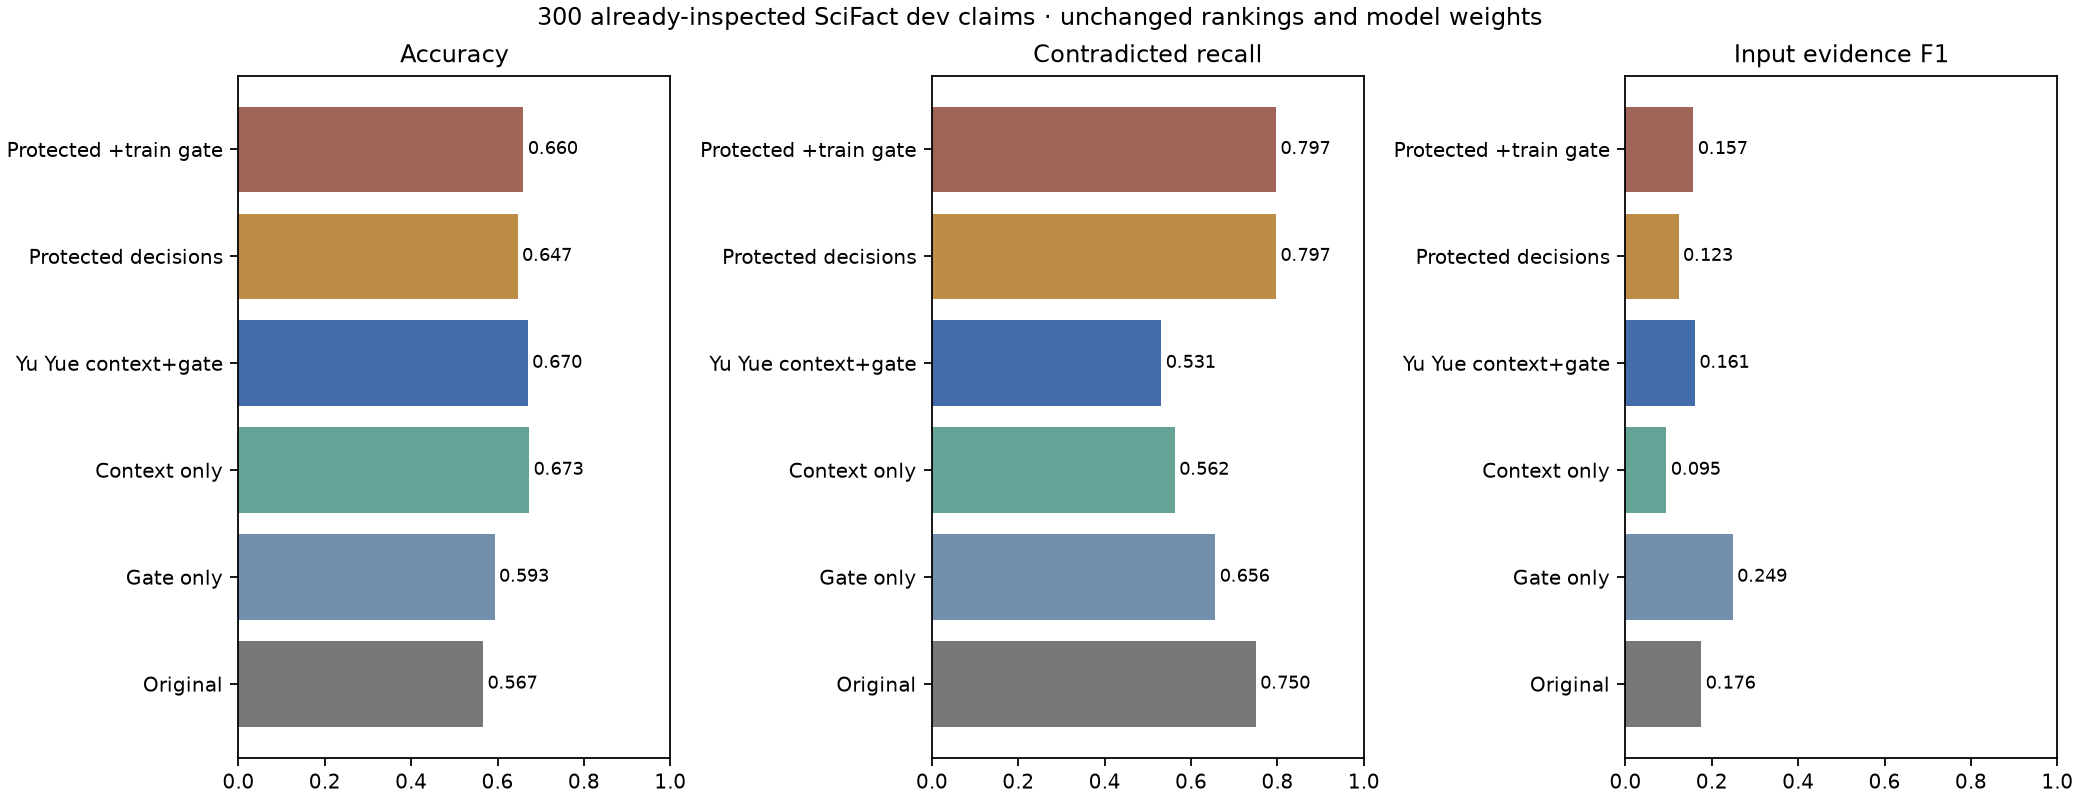 300 already-inspected SciFact dev claims · unchanged rankings and model weights
Accuracy
Protected +train gate
0.660
Protected decisions
0.647
Yu Yue context+gate
0.670
Context only
0.673
Gate only
0.593
Original
0.567
0.0 0.2 0.4 0.6 0.8 1.0
Contradicted recall
Protected +train gate
0.797
Protected decisions
0.797
Yu Yue context+gate
0.531
Context only
0.562
Gate only
0.656
Original
0.750
0.0 0.2 0.4 0.6 0.8 1.0
Input evidence F1
Protected +train gate
0.157
Protected decisions
0.123
Yu Yue context+gate
0.161
Context only
0.095
Gate only
0.249
Original
0.176
0.0 0.2 0.4 0.6 0.8 1.0